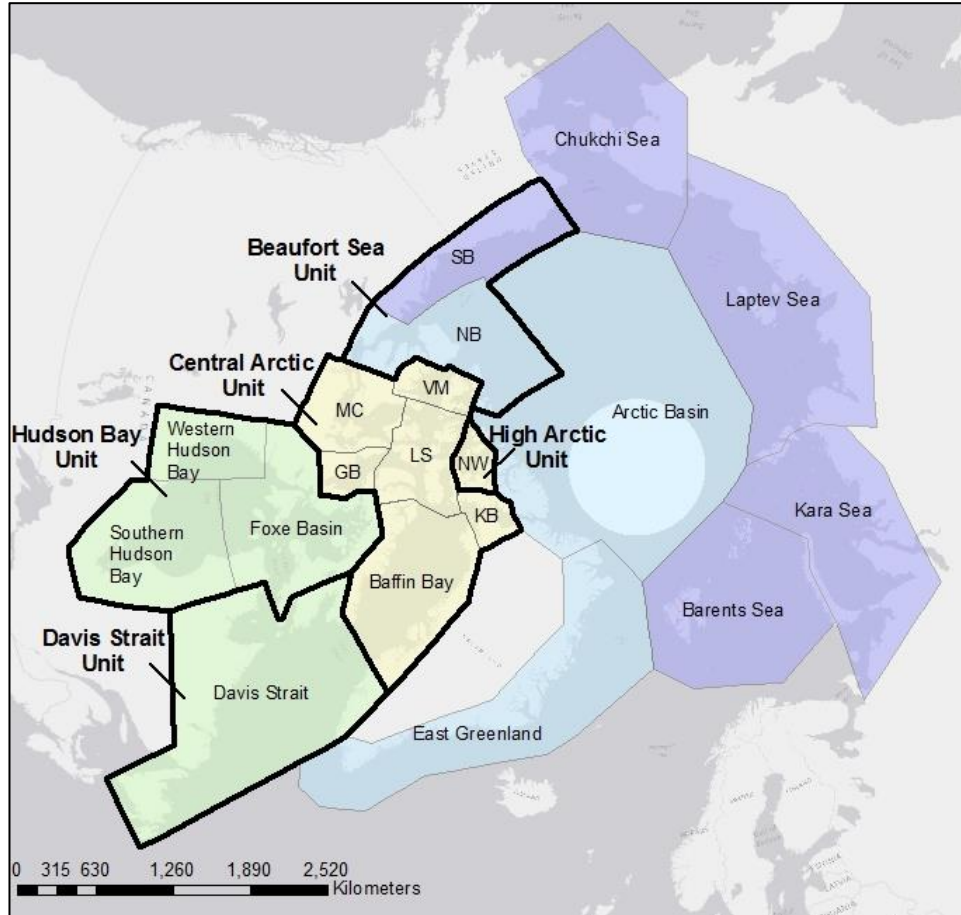 Chukchi Sea
UNITED
STATES
Beaufort Sea
Unit
SB
Laptev Sea
NB
Central Arctic
Unit
VM
MC
Arctic Basin
CANADA
Hudson Bay
Unit
Western
Hudson
Bay
High Arctic
Unit
LS
NW
GB
KB
Kara Sea
Foxe Basin
Southern
Hudson
Bay
Baffin Bay
Barents Sea
Davis Strait
Unit
Davis Strait
East Greenland
0 315 630 1,260 1,890 2,520
Kilometers